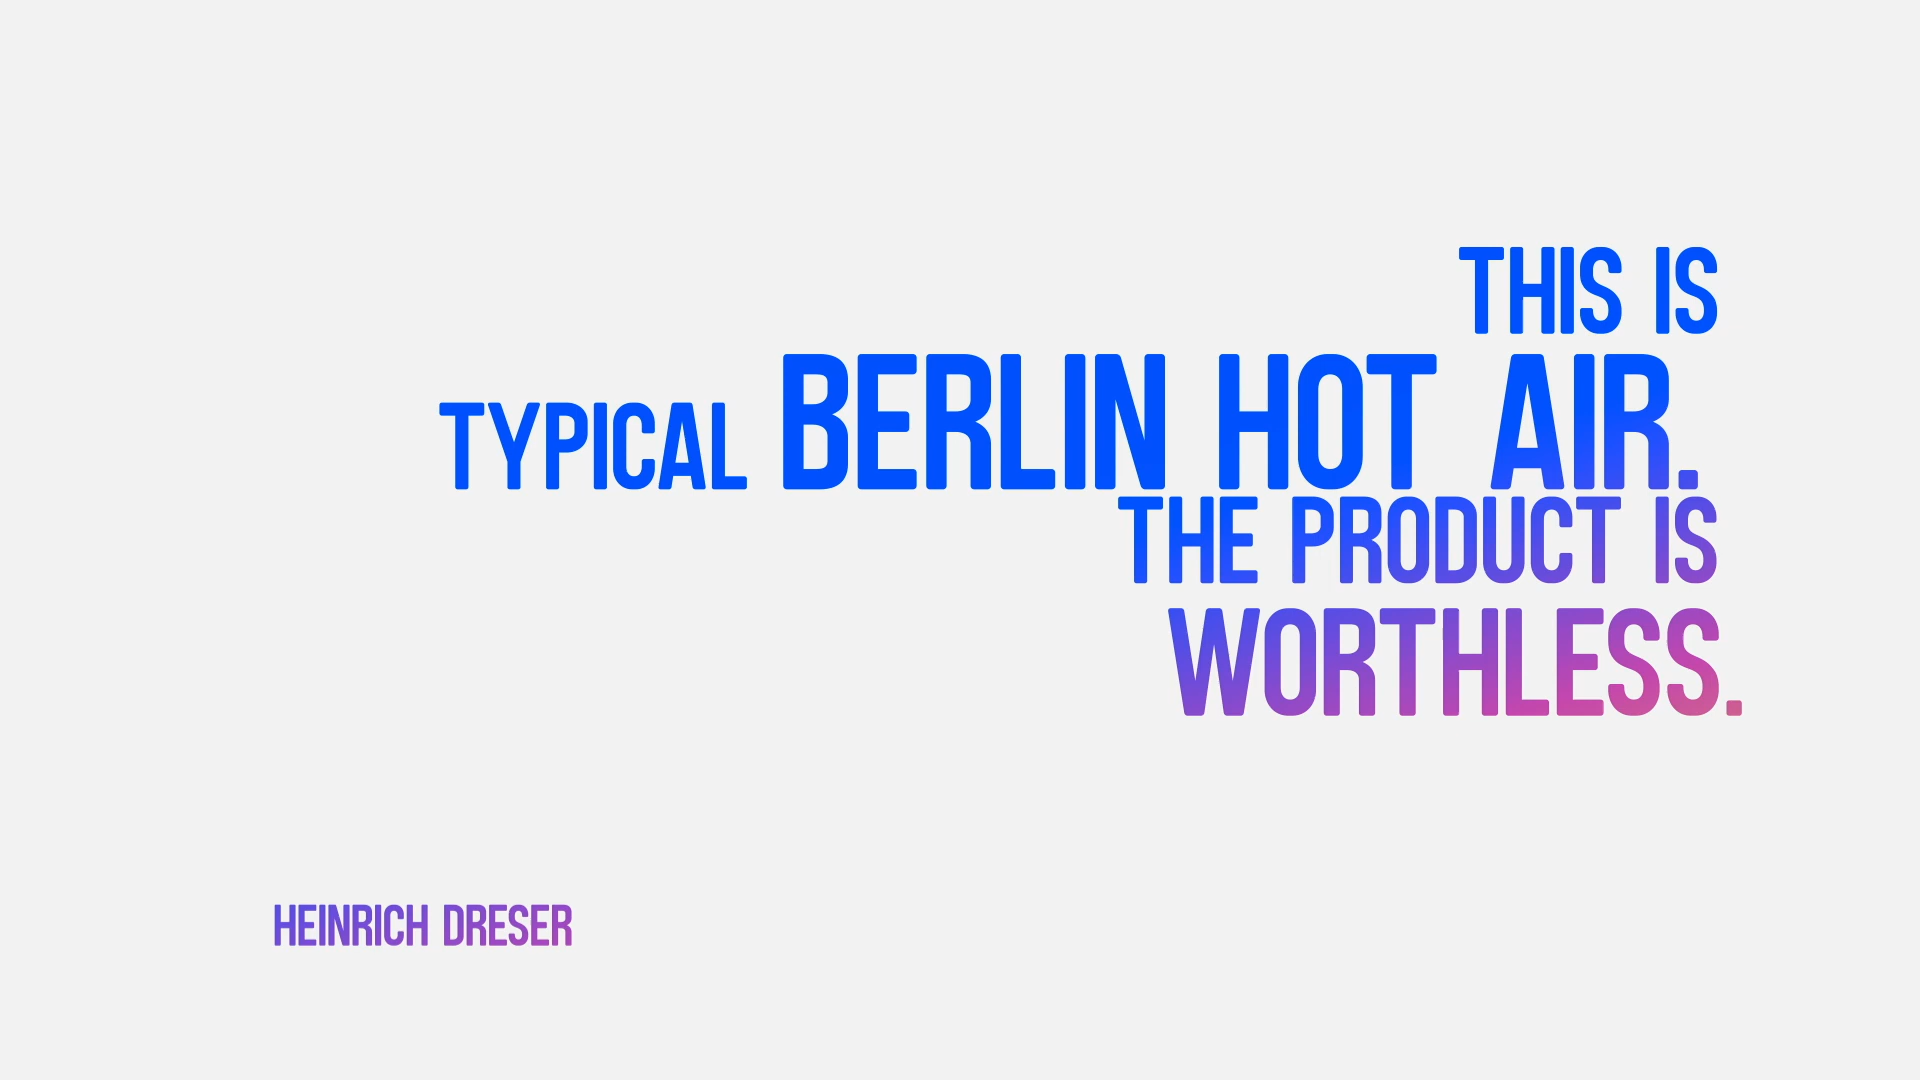 THIS IS
TYPICAL BERLIN HOT AIR.
THE PRODUCT IS
WORTHLESS.
HEINRICH DRESER